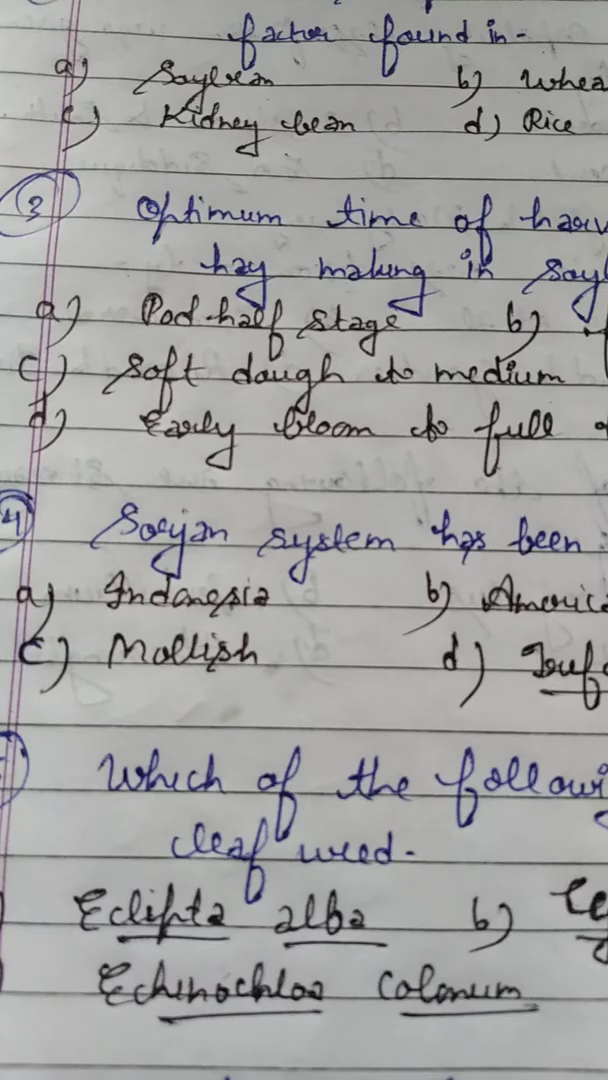 factor found in-
a) Soybean b) Whea
c) Kidney bean d) Rice
3 Optimum time of harv
hay making in Soy
a) Pod half stage b)
c) Soft dough to medium
d) Early bloom to full
4 Sorjan system has been
a) Indonesia b) Americ
c) Mollish d)
Which of the followi
leaf weed-
Eclipta alba b)
Echinochloa Colonum